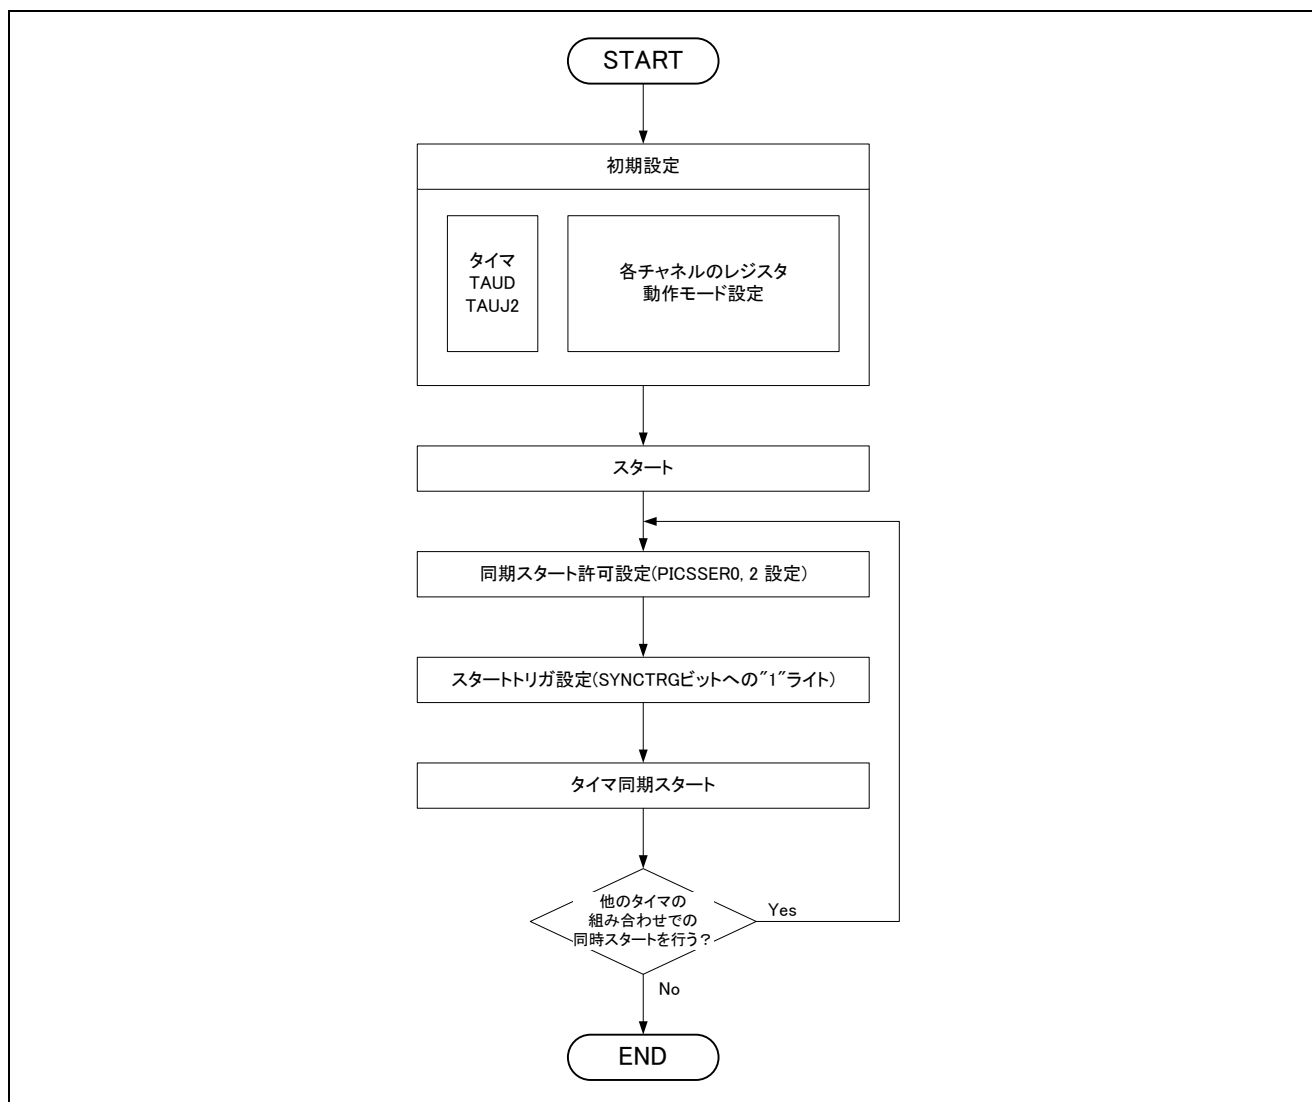 START
初期設定
タイマ
TAUD
TAUJ2
各チャネルのレジスタ
動作モード設定
スタート
同期スタート許可設定(PICSSER0, 2 設定)
スタートトリガ設定(SYNCTRGビットへの"1"ライト)
タイマ同期スタート
他のタイマの
組み合わせでの
同時スタートを行う？
Yes
No
END